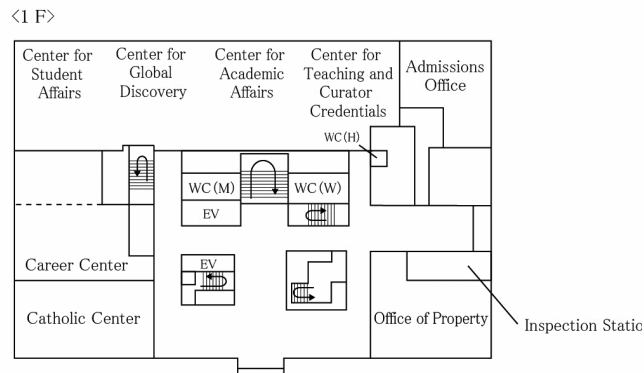 <1 F>
Center for
Student
Affairs
Center for
Global
Discovery
Center for
Academic
Affairs
Center for
Teaching and
Curator
Credentials
Admissions
Office
WC(H)
WC(M)
WC(W)
EV
EV
Career Center
Catholic Center
Office of Property
Inspection